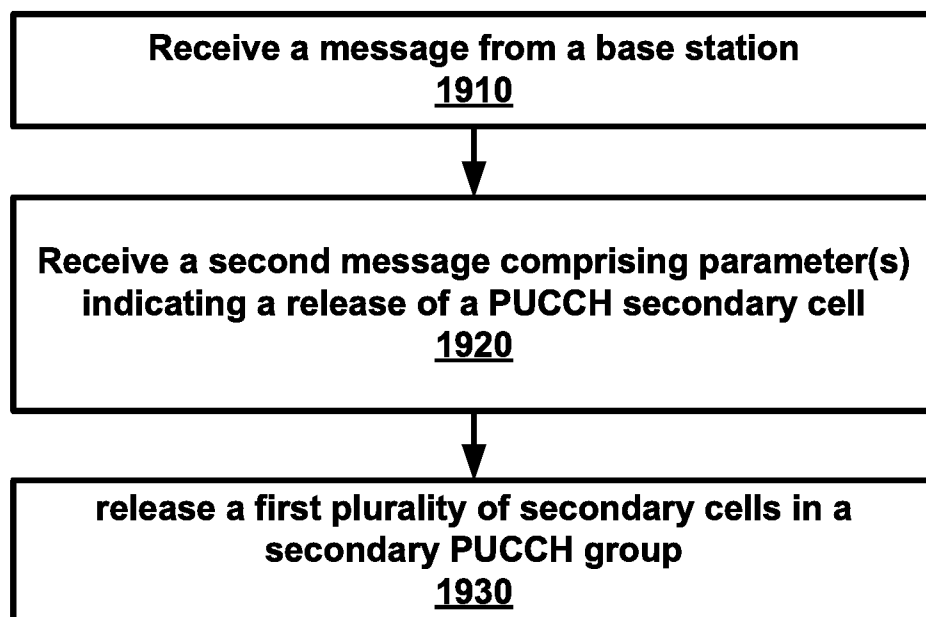 Receive a message from a base station
1910
Receive a second message comprising parameter(s)
indicating a release of a PUCCH secondary cell
1920
release a first plurality of secondary cells in a
secondary PUCCH group
1930